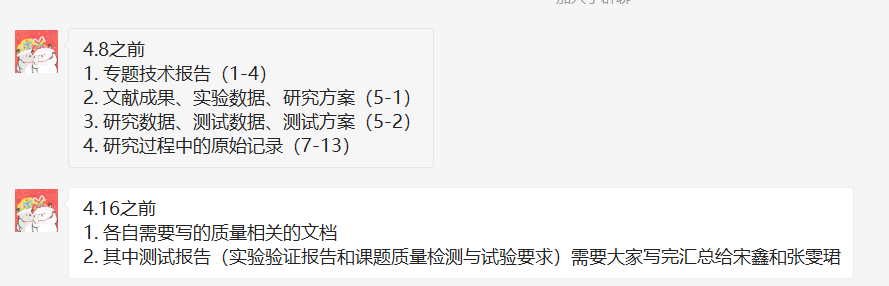 4.8之前
1. 专题技术报告（1-4）
2. 文献成果、实验数据、研究方案（5-1）
3. 研究数据、测试数据、测试方案（5-2）
4. 研究过程中的原始记录（7-13）
4.16之前
1. 各自需要写的质量相关的文档
2. 其中测试报告（实验验证报告和课题质量检测与试验要求）需要大家写完汇总给宋鑫和张雯珺